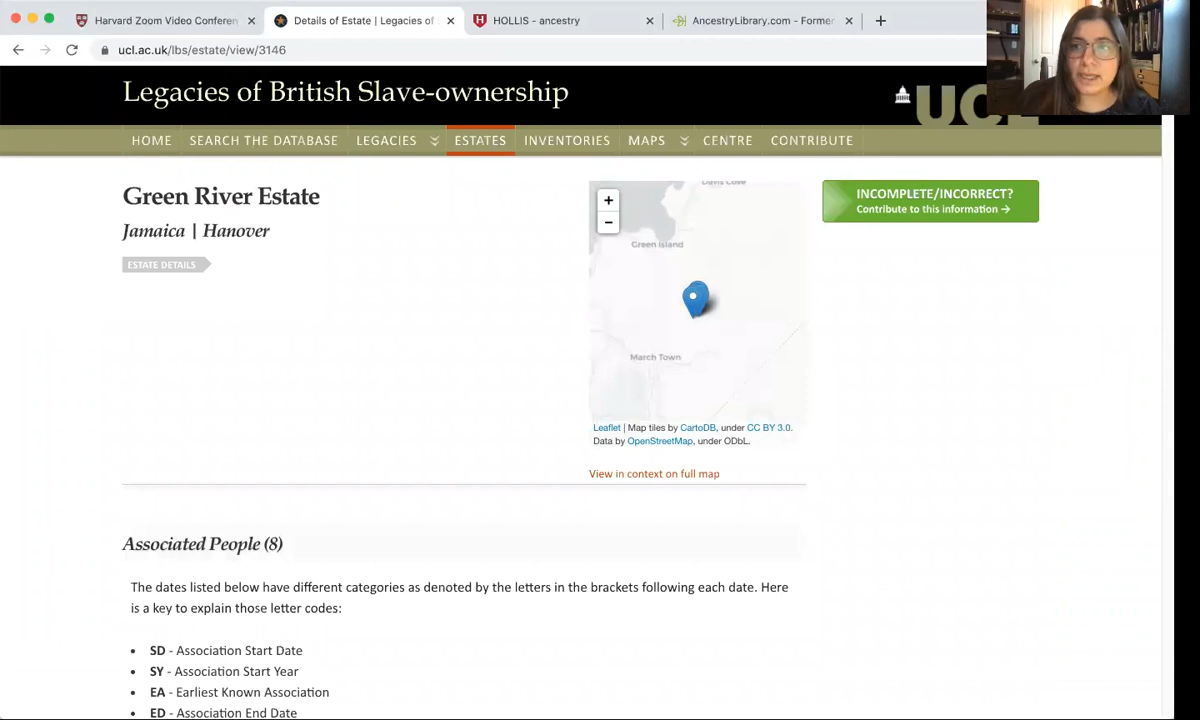 Harvard Zoom Video Conferen
Details of Estate | Legacies of
HOLLIS - ancestry
AncestryLibrary.com - Former
ucl.ac.uk/lbs/estate/view/3146
Legacies of British Slave-ownership
UCL
HOME SEARCH THE DATABASE LEGACIES ESTATES INVENTORIES MAPS CENTRE CONTRIBUTE
Green River Estate
Jamaica | Hanover
ESTATE DETAILS
+
−
Davis Cove
Green Island
March Town
Leaflet | Map tiles by CartoDB, under CC BY 3.0.
Data by OpenStreetMap, under ODbL.
View in context on full map
INCOMPLETE/INCORRECT?
Contribute to this information →
Associated People (8)
The dates listed below have different categories as denoted by the letters in the brackets following each date. Here
is a key to explain those letter codes:
• SD - Association Start Date
• SY - Association Start Year
• EA - Earliest Known Association
• ED - Association End Date